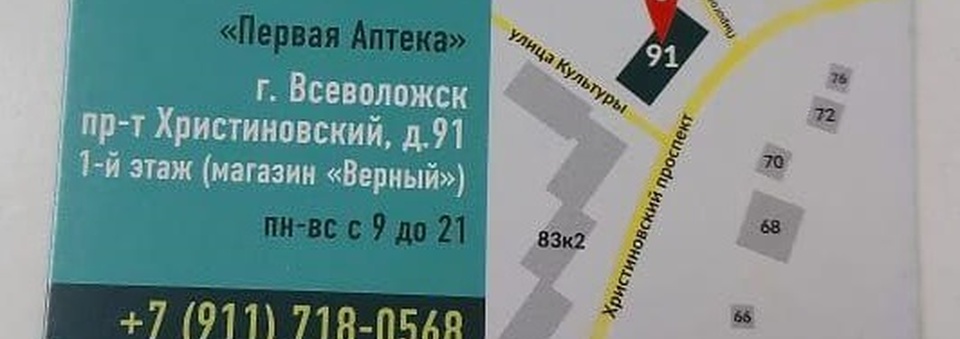 «Первая Аптека»
г. Всеволожск
пр-т Христиновский, д.91
1-й этаж (магазин «Верный»)
пн-вс с 9 до 21
+7 (911) 718-0568
улица Культуры
91
76
72
70
68
83к2
Христиновский проспект
66